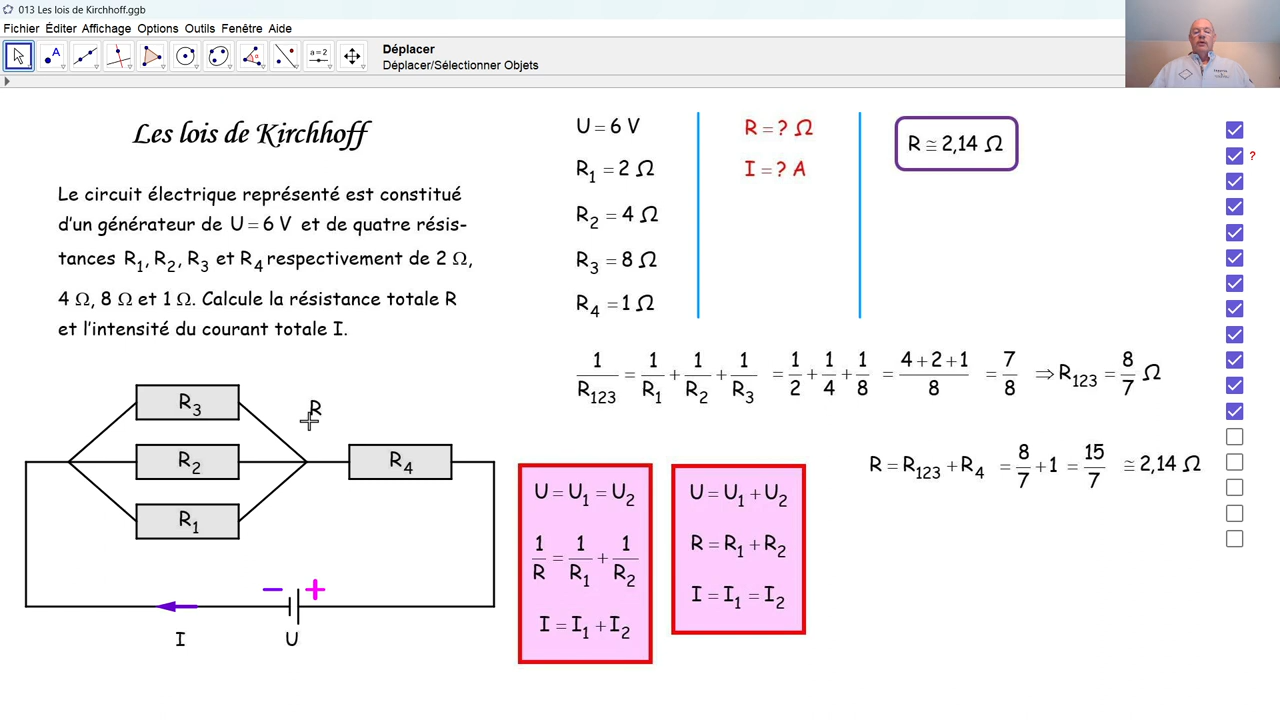 013 Les lois de Kirchhoff.ggb
Fichier Éditer Affichage Options Outils Fenêtre Aide
A
a=2
Déplacer
Déplacer/Sélectionner Objets
Les lois de Kirchhoff
Le circuit électrique représenté est constitué
d'un générateur de U = 6 V et de quatre résis-
tances R1, R2, R3 et R4 respectivement de 2 Ω,
4 Ω, 8 Ω et 1 Ω. Calcule la résistance totale R
et l'intensité du courant totale I.
U = 6 V
R1 = 2 Ω
R2 = 4 Ω
R3 = 8 Ω
R4 = 1 Ω
R = ? Ω
I = ? A
R ≅ 2,14 Ω
?
1/R123 = 1/R1 + 1/R2 + 1/R3 = 1/2 + 1/4 + 1/8 = (4 + 2 + 1)/8 = 7/8 ⇒ R123 = 8/7 Ω
R = R123 + R4 = 8/7 + 1 = 15/7 ≅ 2,14 Ω
R3
R
R2
R4
R1
− +
I
U
U = U1 = U2
1/R = 1/R1 + 1/R2
I = I1 + I2
U = U1 + U2
R = R1 + R2
I = I1 = I2